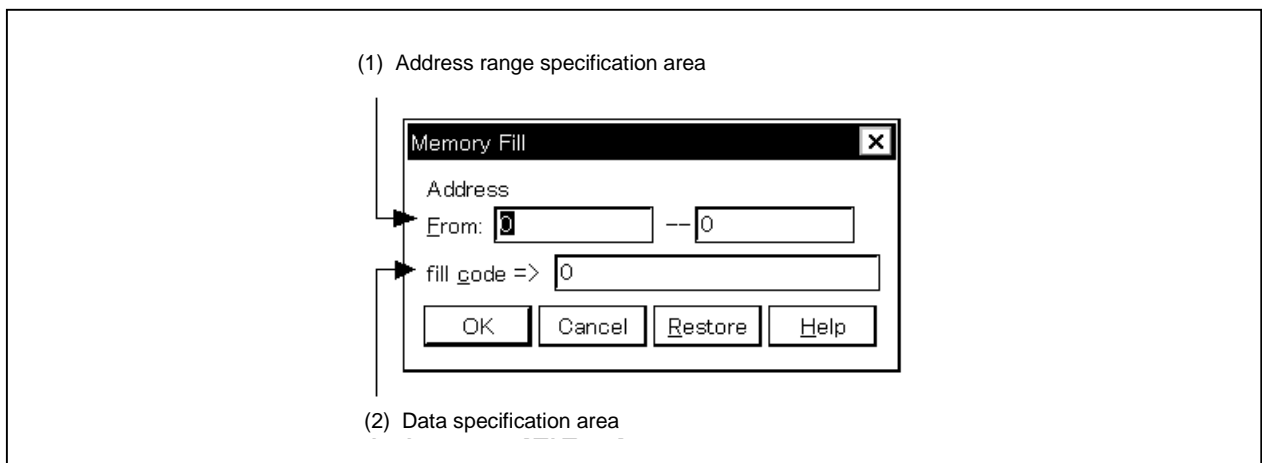 (1) Address range specification area
Memory Fill
Address
From: 0 -- 0
fill code => 0
OK Cancel Restore Help
(2) Data specification area